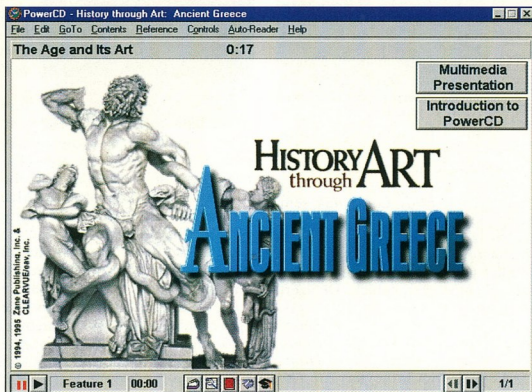 PowerCD - History through Art: Ancient Greece
File Edit GoTo Contents Reference Controls Auto-Reader Help
The Age and Its Art 0:17
Multimedia
Presentation
Introduction to
PowerCD
HISTORY ART
through
ANCIENT GREECE
© 1994, 1995 Zane Publishing, Inc. &
CLEARVUE/eav, Inc.
Feature 1 00:00 1/1